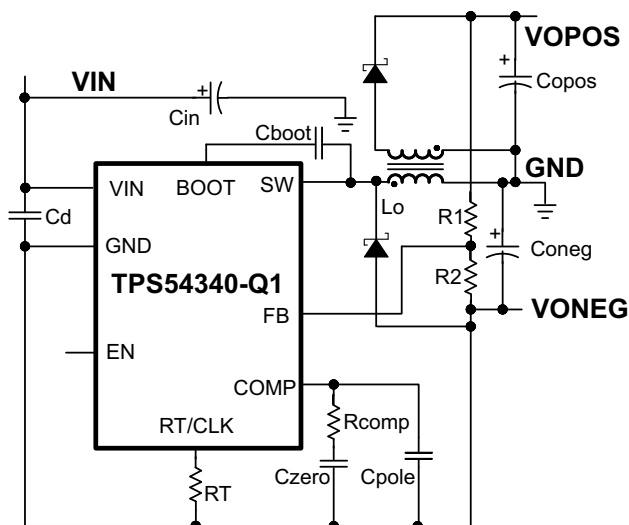 VOPOS
VIN
Copos
+
+
Cin
Cboot
GND
VIN
BOOT
SW
Cd
Lo
R1
+
GND
Coneg
TPS54340-Q1
R2
FB
VONEG
EN
COMP
RT/CLK
Rcomp
Czero
Cpole
RT